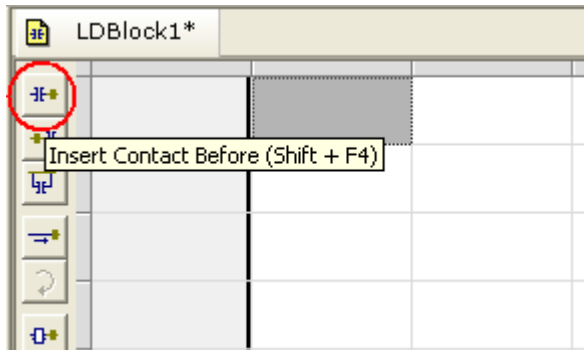 LDBlock1*
Insert Contact Before (Shift + F4)